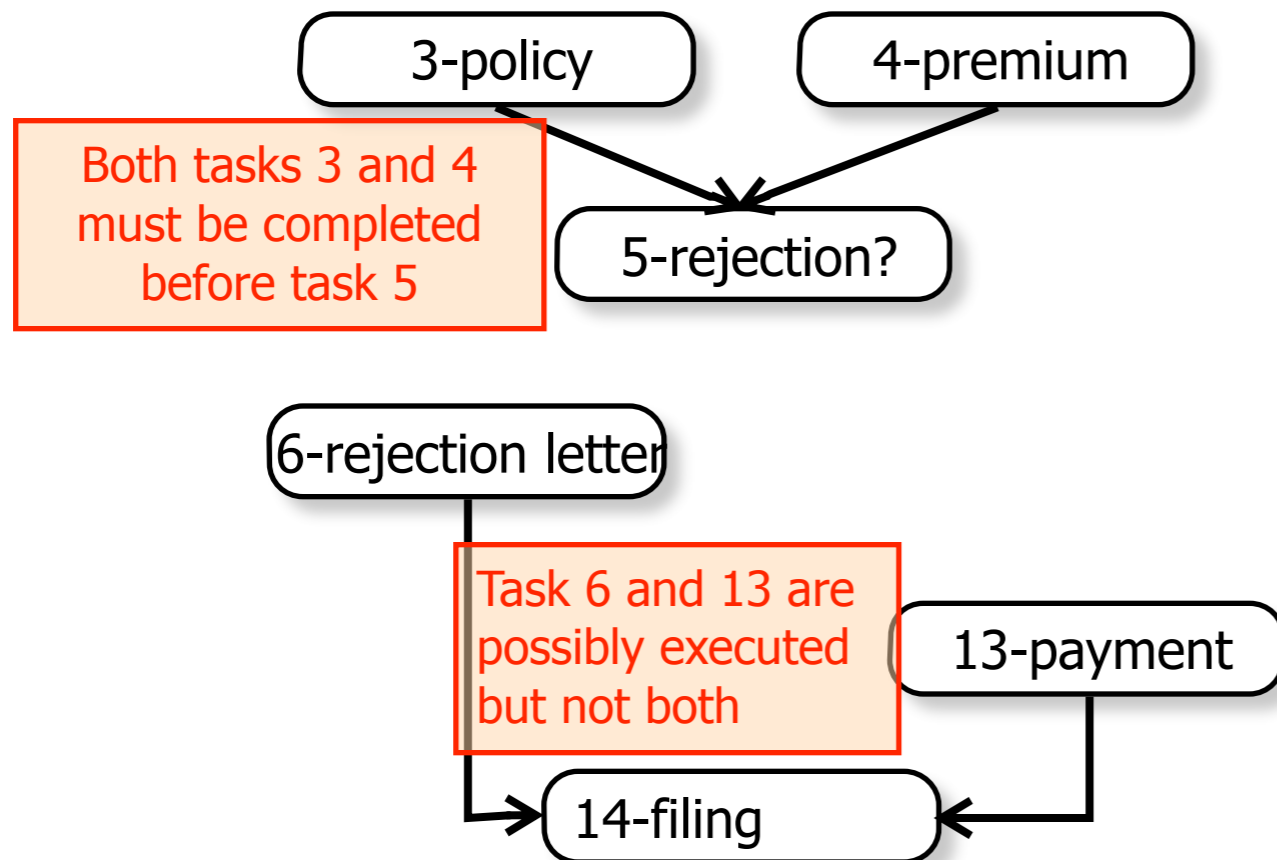 3-policy
4-premium
Both tasks 3 and 4
must be completed
before task 5
5-rejection?
6-rejection letter
Task 6 and 13 are
possibly executed
but not both
13-payment
14-filing